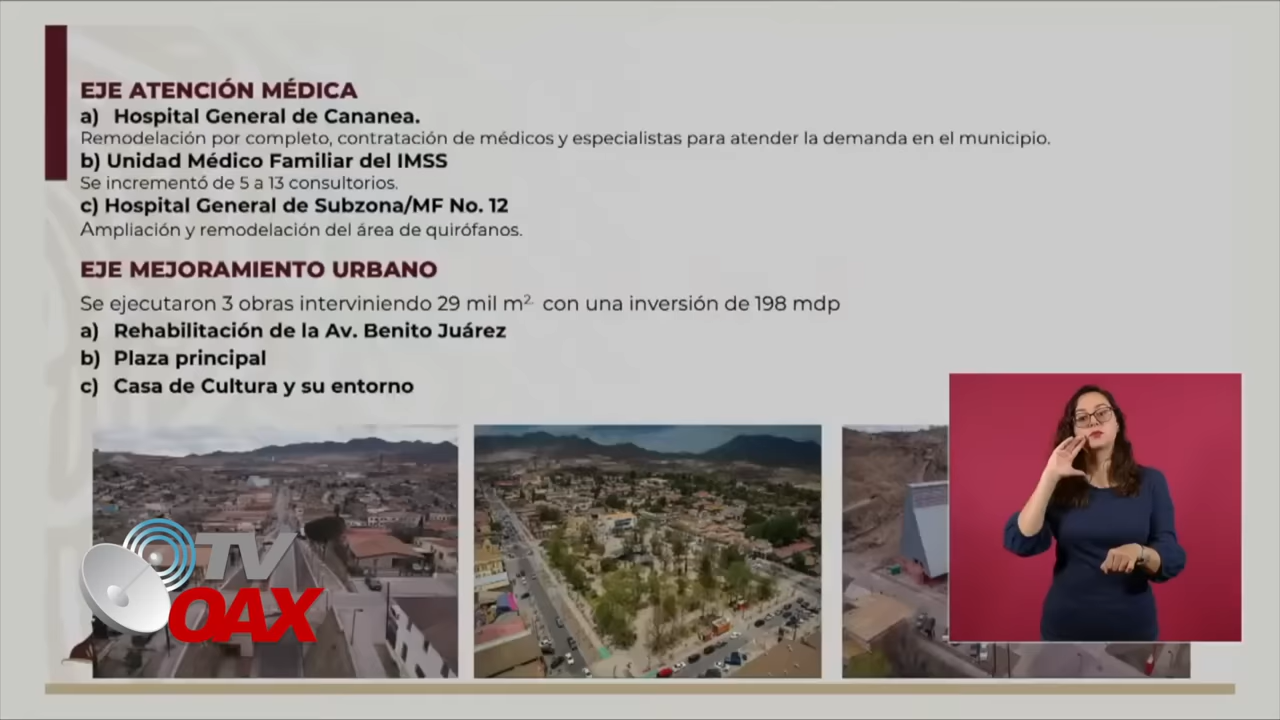 EJE ATENCIÓN MÉDICA
a) Hospital General de Cananea.
Remodelación por completo, contratación de médicos y especialistas para atender la demanda en el municipio.
b) Unidad Médico Familiar del IMSS
Se incrementó de 5 a 13 consultorios.
c) Hospital General de Subzona/MF No. 12
Ampliación y remodelación del área de quirófanos.
EJE MEJORAMIENTO URBANO
Se ejecutaron 3 obras interviniendo 29 mil m². con una inversión de 198 mdp
a) Rehabilitación de la Av. Benito Juárez
b) Plaza principal
c) Casa de Cultura y su entorno
TV
OAX